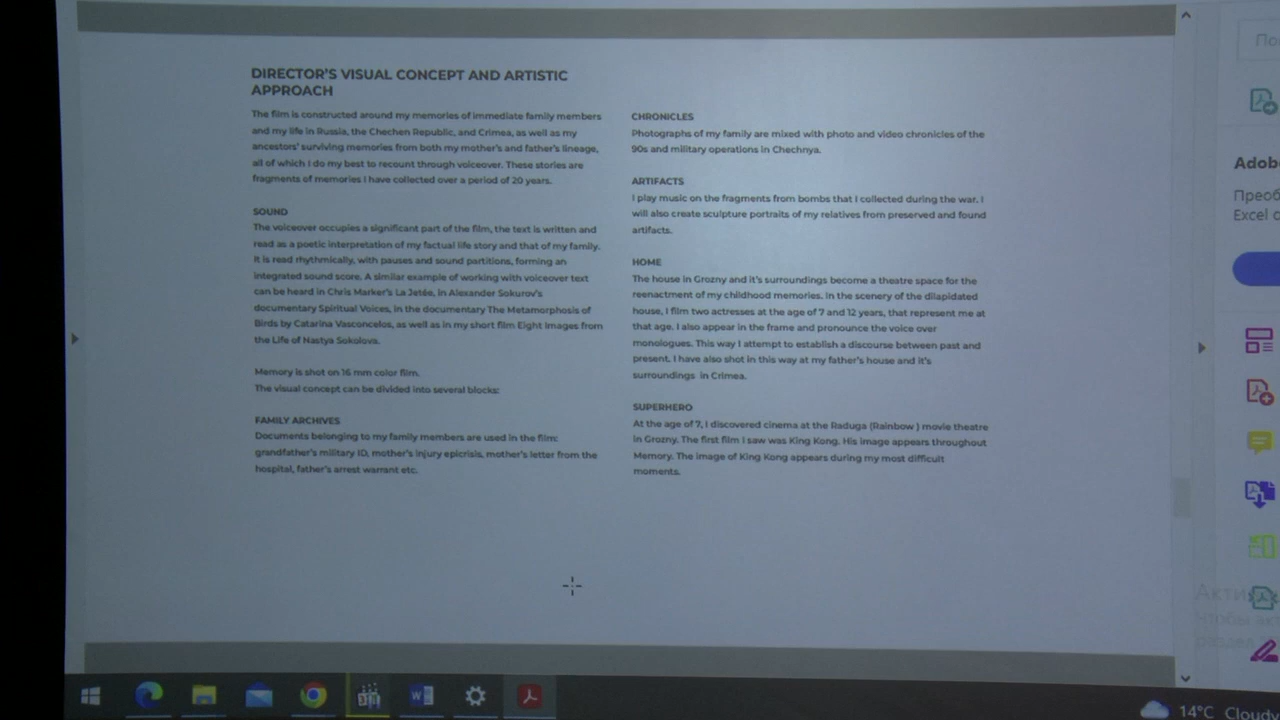 DIRECTOR'S VISUAL CONCEPT AND ARTISTIC
APPROACH
The film is constructed around my memories of immediate family members
and my life in Russia, the Chechen Republic, and Crimea, as well as my
ancestors' surviving memories from both my mother's and father's lineage,
all of which I do my best to recount through voiceover. These stories are
fragments of memories I have collected over a period of 20 years.
SOUND
The voiceover occupies a significant part of the film, the text is written and
read as a poetic interpretation of my factual life story and that of my family.
It is read rhythmically, with pauses and sound partitions, forming an
integrated sound score. A similar example of working with voiceover text
can be heard in Chris Marker's La Jetée, in Alexander Sokurov's
documentary Spiritual Voices, in the documentary The Metamorphosis of
Birds by Catarina Vasconcelos, as well as in my short film Eight Images from
the Life of Nastya Sokolova.
Memory is shot on 16 mm color film.
The visual concept can be divided into several blocks:
FAMILY ARCHIVES
Documents belonging to my family members are used in the film:
grandfather's military ID, mother's injury epicrisis, mother's letter from the
hospital, father's arrest warrant etc.
CHRONICLES
Photographs of my family are mixed with photo and video chronicles of the
90s and military operations in Chechnya.
ARTIFACTS
I play music on the fragments from bombs that I collected during the war. I
will also create sculpture portraits of my relatives from preserved and found
artifacts.
HOME
The house in Grozny and it's surroundings become a theatre space for the
reenactment of my childhood memories. In the scenery of the dilapidated
house, I film two actresses at the age of 7 and 12 years, that represent me at
that age. I also appear in the frame and pronounce the voice over
monologues. This way I attempt to establish a discourse between past and
present. I have also shot in this way at my father's house and it's
surroundings in Crimea.
SUPERHERO
At the age of 7, I discovered cinema at the Raduga (Rainbow ) movie theatre
in Grozny. The first film I saw was King Kong. His image appears throughout
Memory. The image of King Kong appears during my most difficult
moments.
По
Adob
Преоб
Excel
Акти
Чтобы ак
раздел
14°C Cloudy